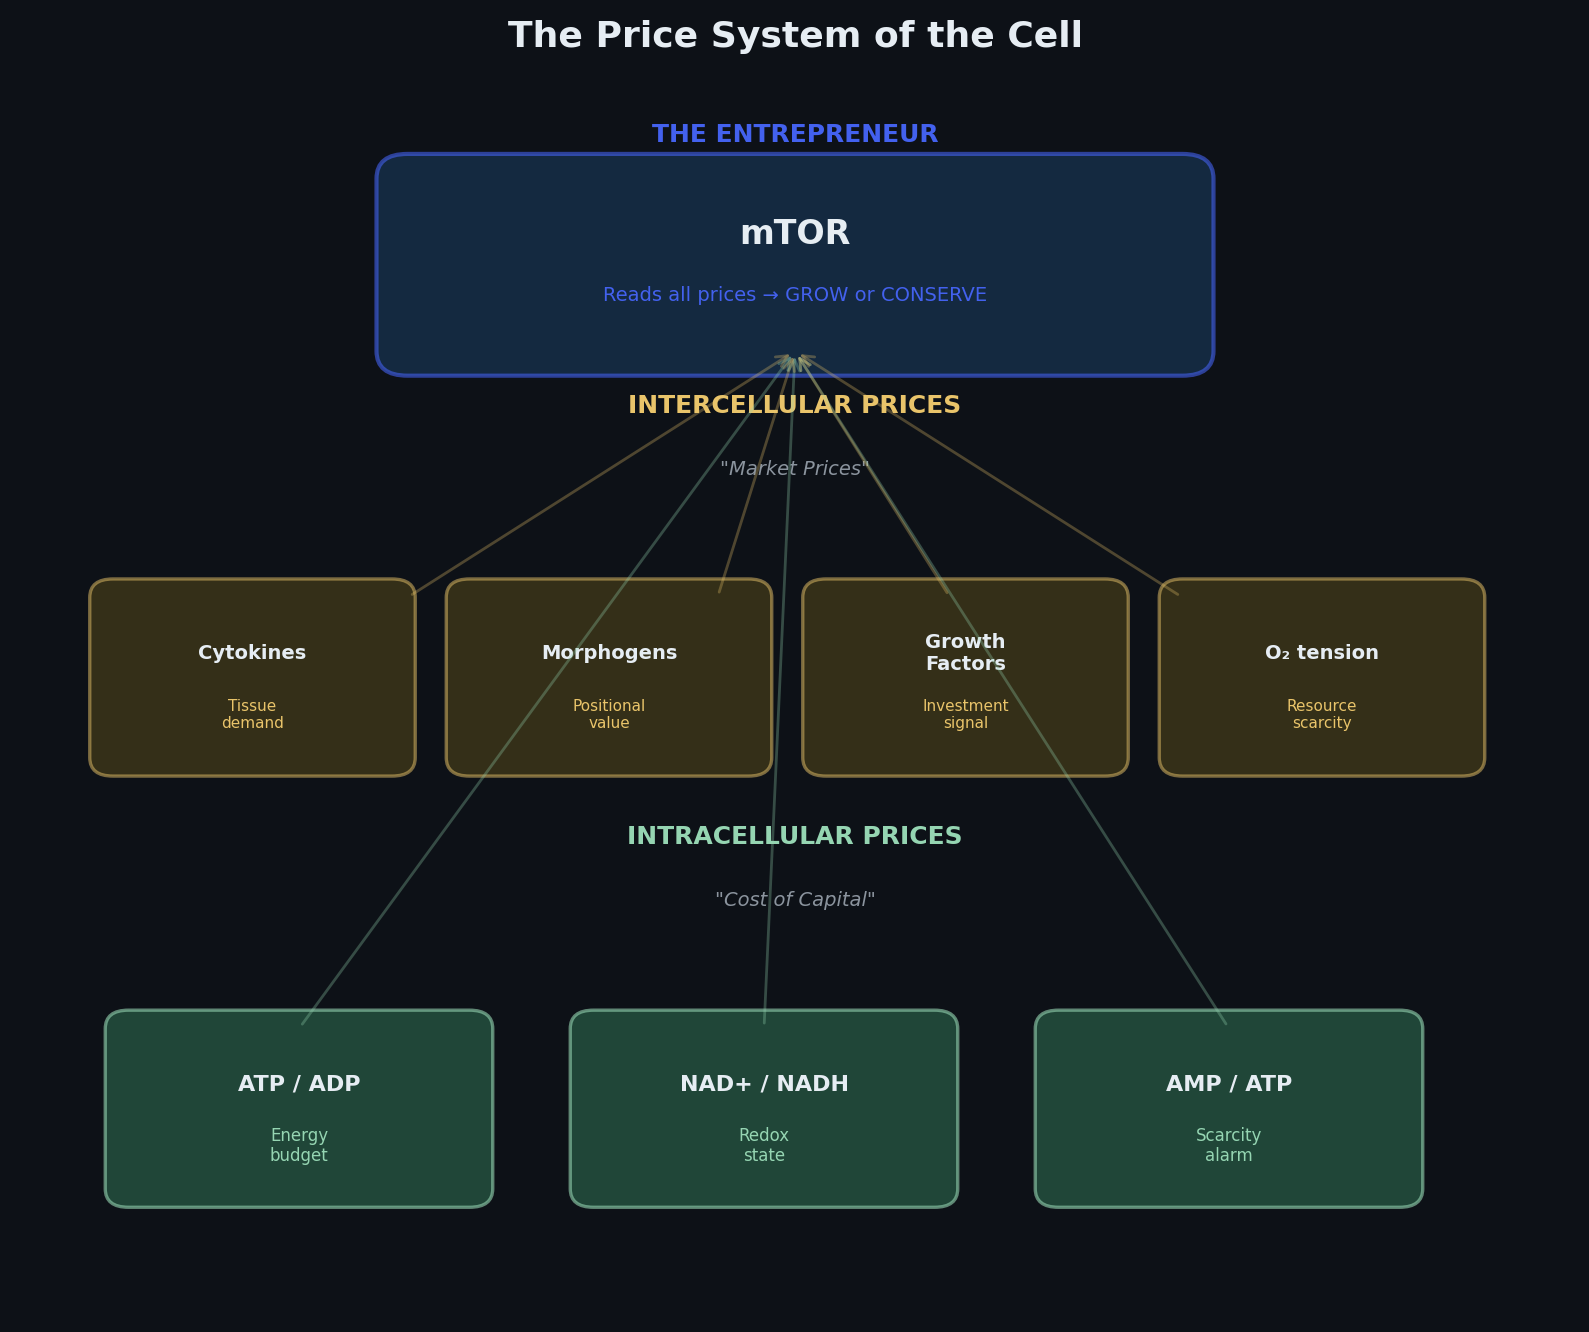 The Price System of the Cell
THE ENTREPRENEUR
mTOR
Reads all prices → GROW or CONSERVE
INTERCELLULAR PRICES
"Market Prices"
Cytokines
Tissue
demand
Morphogens
Positional
value
Growth
Factors
Investment
signal
O₂ tension
Resource
scarcity
INTRACELLULAR PRICES
"Cost of Capital"
ATP / ADP
Energy
budget
NAD+ / NADH
Redox
state
AMP / ATP
Scarcity
alarm